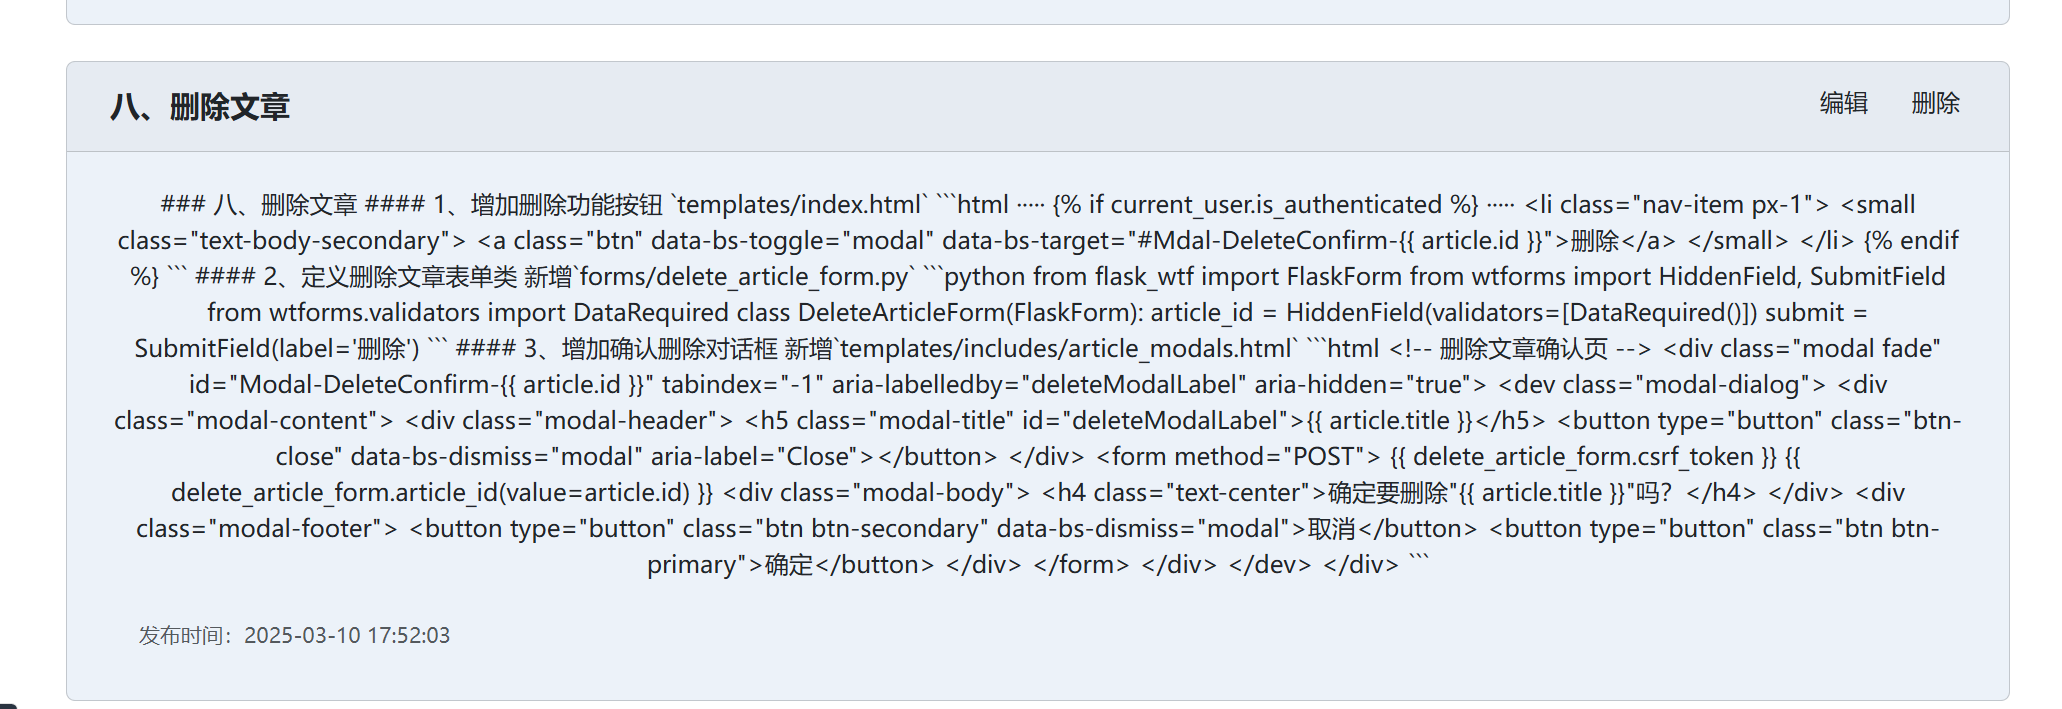 八、删除文章
编辑
删除
### 八、删除文章 #### 1、增加删除功能按钮 `templates/index.html` ```html ····· {% if current_user.is_authenticated %} ····· <li class="nav-item px-1"> <small
class="text-body-secondary"> <a class="btn" data-bs-toggle="modal" data-bs-target="#Mdal-DeleteConfirm-{{ article.id }}">删除</a> </small> </li> {% endif
%} ``` #### 2、定义删除文章表单类 新增`forms/delete_article_form.py` ```python from flask_wtf import FlaskForm from wtforms import HiddenField, SubmitField
from wtforms.validators import DataRequired class DeleteArticleForm(FlaskForm): article_id = HiddenField(validators=[DataRequired()]) submit =
SubmitField(label='删除') ``` #### 3、增加确认删除对话框 新增`templates/includes/article_modals.html` ```html <!-- 删除文章确认页 --> <div class="modal fade"
id="Modal-DeleteConfirm-{{ article.id }}" tabindex="-1" aria-labelledby="deleteModalLabel" aria-hidden="true"> <dev class="modal-dialog"> <div
class="modal-content"> <div class="modal-header"> <h5 class="modal-title" id="deleteModalLabel">{{ article.title }}</h5> <button type="button" class="btn-
close" data-bs-dismiss="modal" aria-label="Close"></button> </div> <form method="POST"> {{ delete_article_form.csrf_token }} {{
delete_article_form.article_id(value=article.id) }} <div class="modal-body"> <h4 class="text-center">确定要删除"{{ article.title }}"吗？</h4> </div> <div
class="modal-footer"> <button type="button" class="btn btn-secondary" data-bs-dismiss="modal">取消</button> <button type="button" class="btn btn-
primary">确定</button> </div> </form> </div> </dev> </div> ```
发布时间：2025-03-10 17:52:03